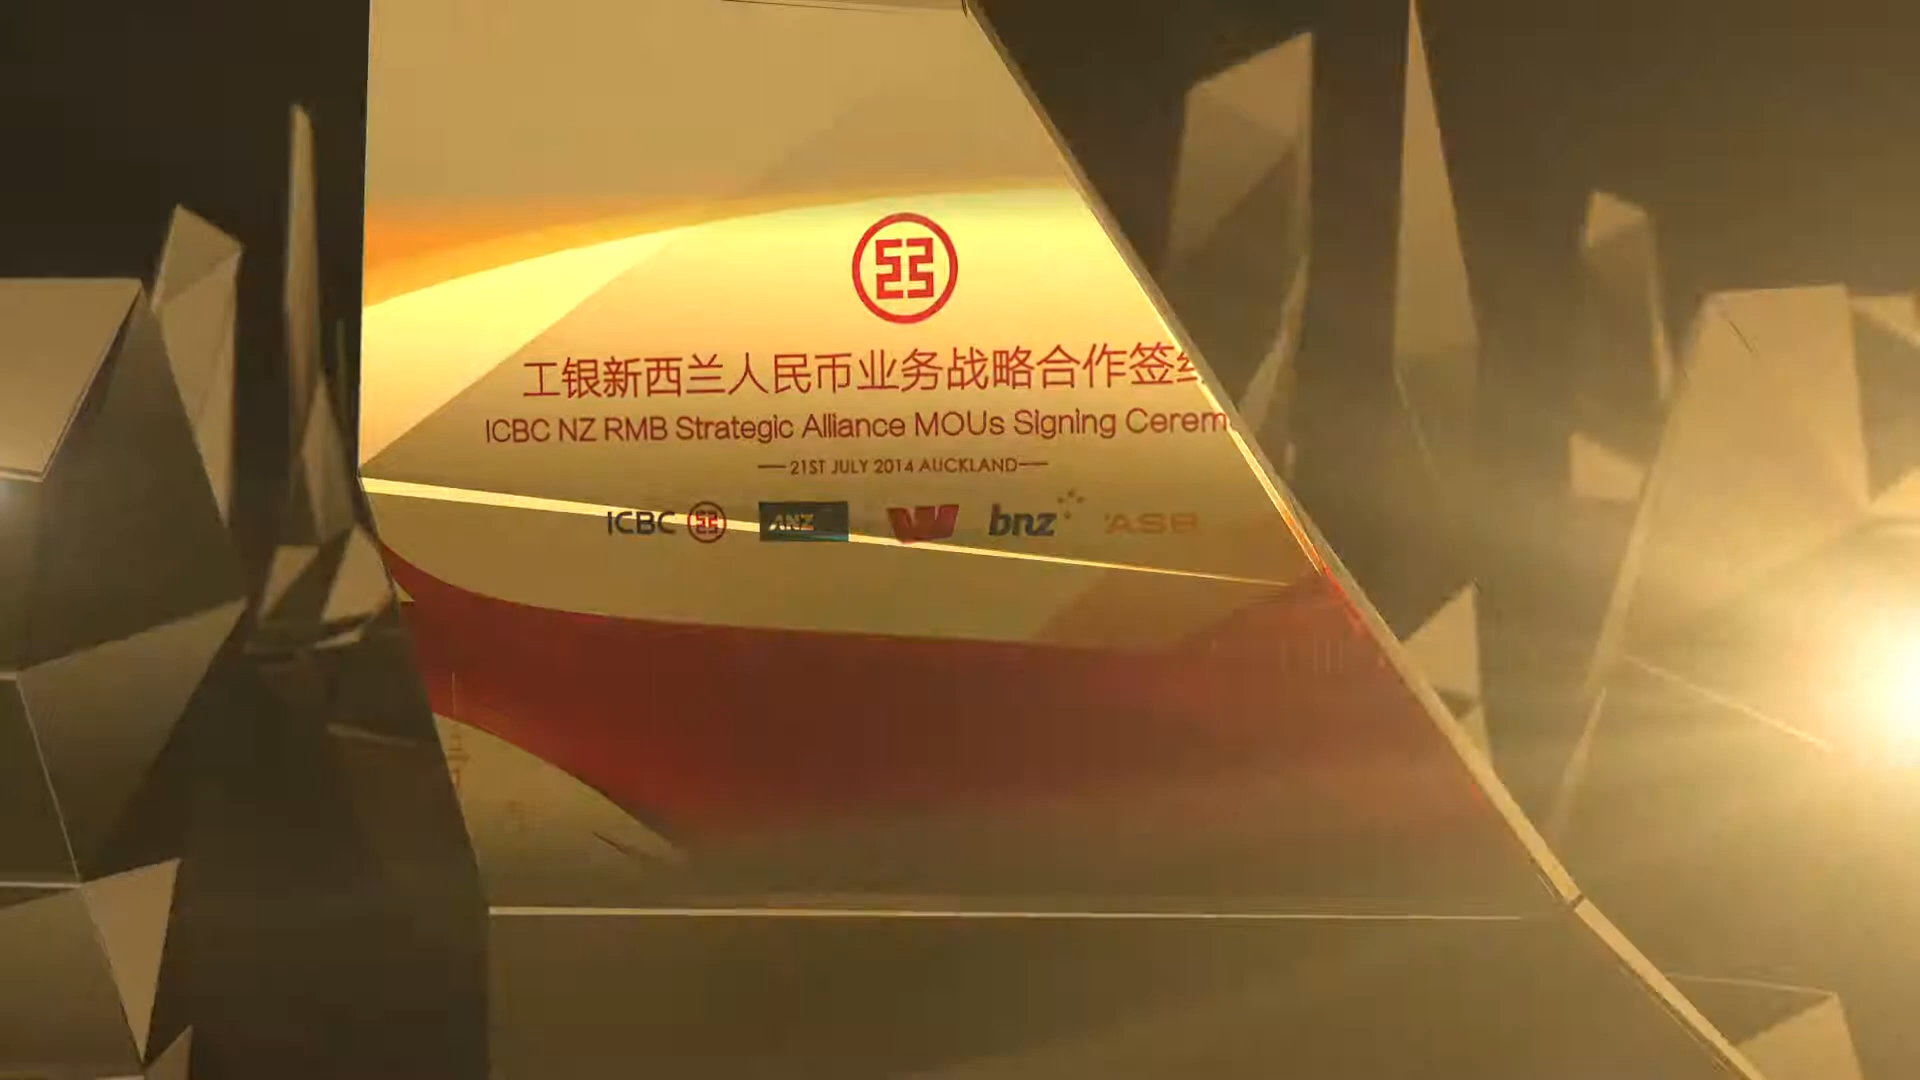 工银新西兰人民币业务战略合作签
ICBC NZ RMB Strategic Alliance MOUs Signing Cerem
21ST JULY 2014 AUCKLAND
ICBC ANZ bnz ASB